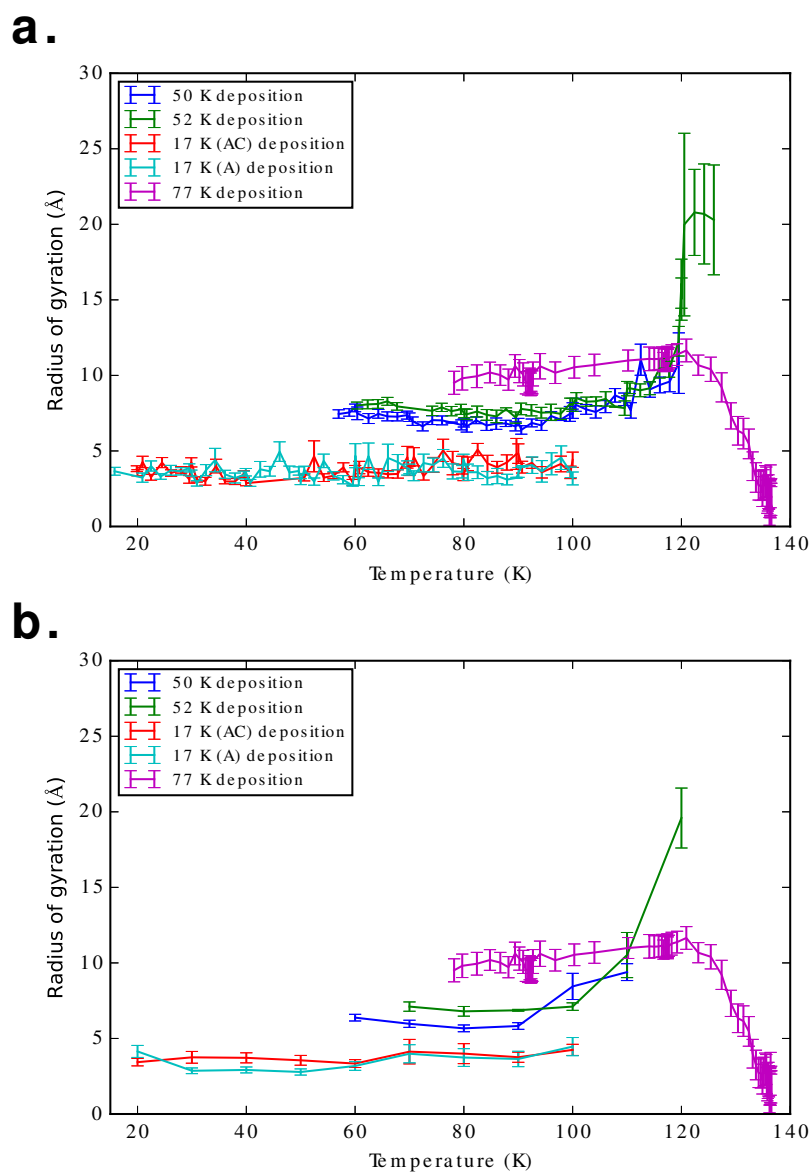 a.
30
25
20
15
10
5
0
Radius of gyration (Å)
50 K deposition
52 K deposition
17 K (AC) deposition
17 K (A) deposition
77 K deposition
20 40 60 80 100 120 140
Temperature (K)
b.
30
25
20
15
10
5
0
Radius of gyration (Å)
50 K deposition
52 K deposition
17 K (AC) deposition
17 K (A) deposition
77 K deposition
20 40 60 80 100 120 140
Temperature (K)